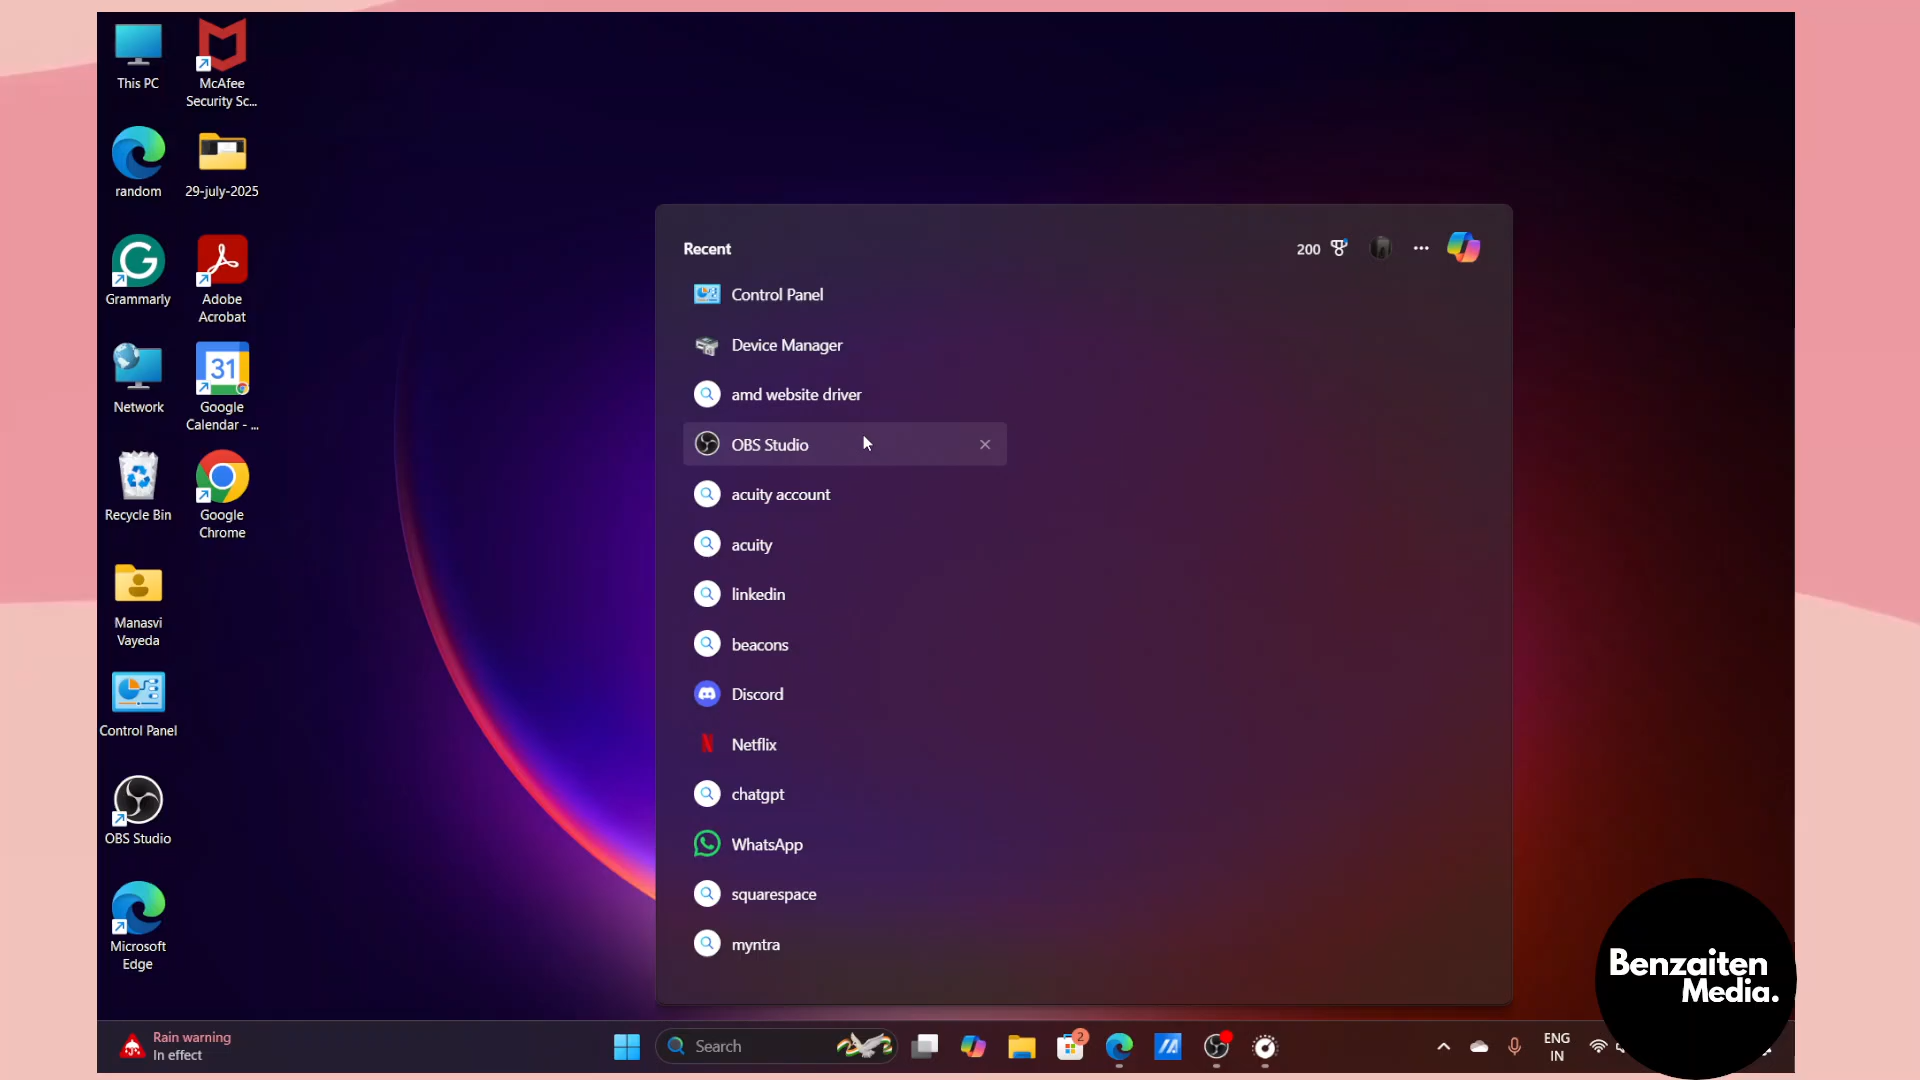 This PC
McAfee
Security Sc...
random
29-july-2025
Grammarly
Adobe
Acrobat
Network
31
Google
Calendar - ...
Recycle Bin
Google
Chrome
Manasvi
Vayeda
Control Panel
OBS Studio
Microsoft
Edge
Recent
200
Control Panel
Device Manager
amd website driver
OBS Studio
acuity account
acuity
linkedin
beacons
Discord
Netflix
chatgpt
WhatsApp
squarespace
myntra
Benzaiten
Media.
Rain warning
In effect
Search
2
ENG
IN